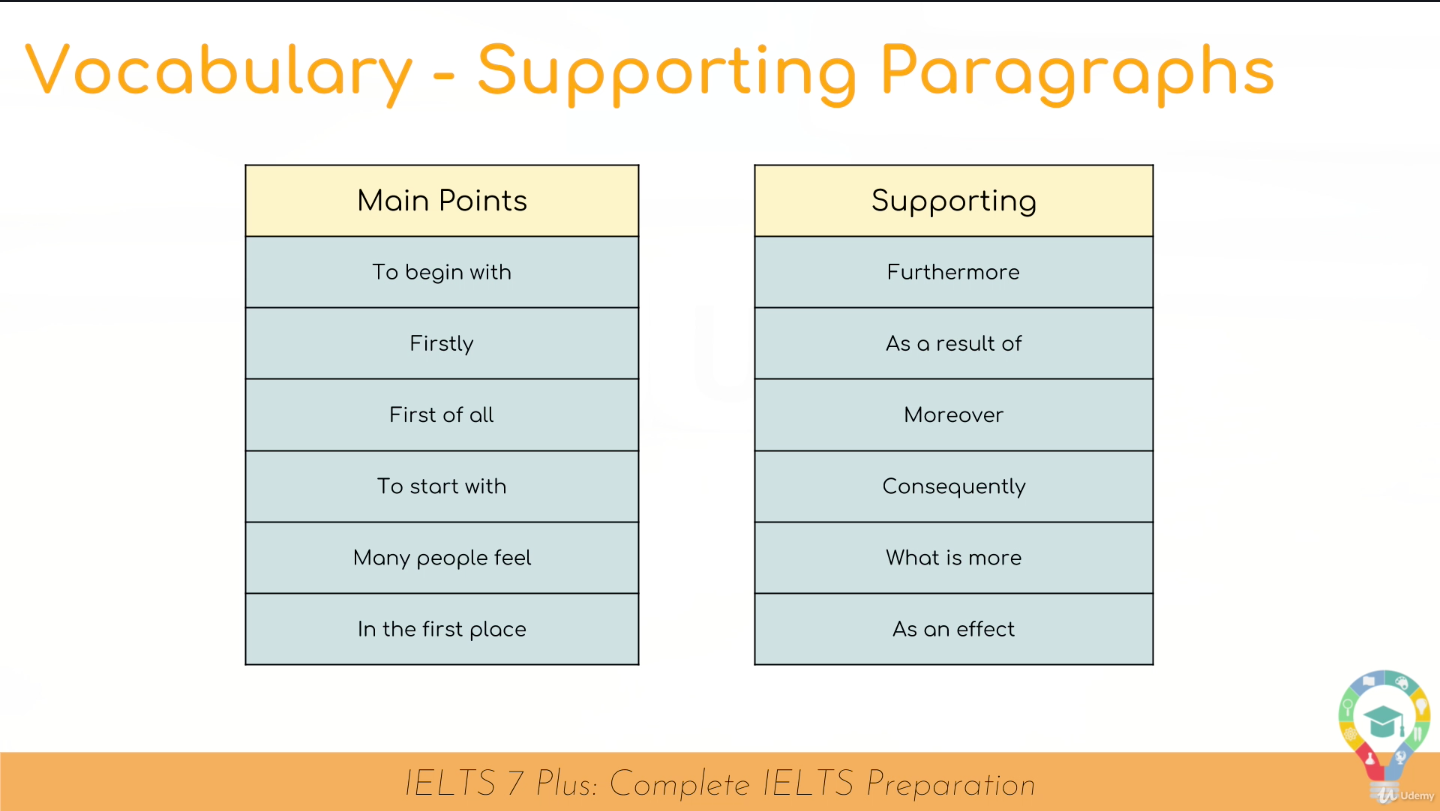 Vocabulary - Supporting Paragraphs
Main Points
To begin with
Firstly
First of all
To start with
Many people feel
In the first place
Supporting
Furthermore
As a result of
Moreover
Consequently
What is more
As an effect
IELTS 7 Plus: Complete IELTS Preparation
Udemy